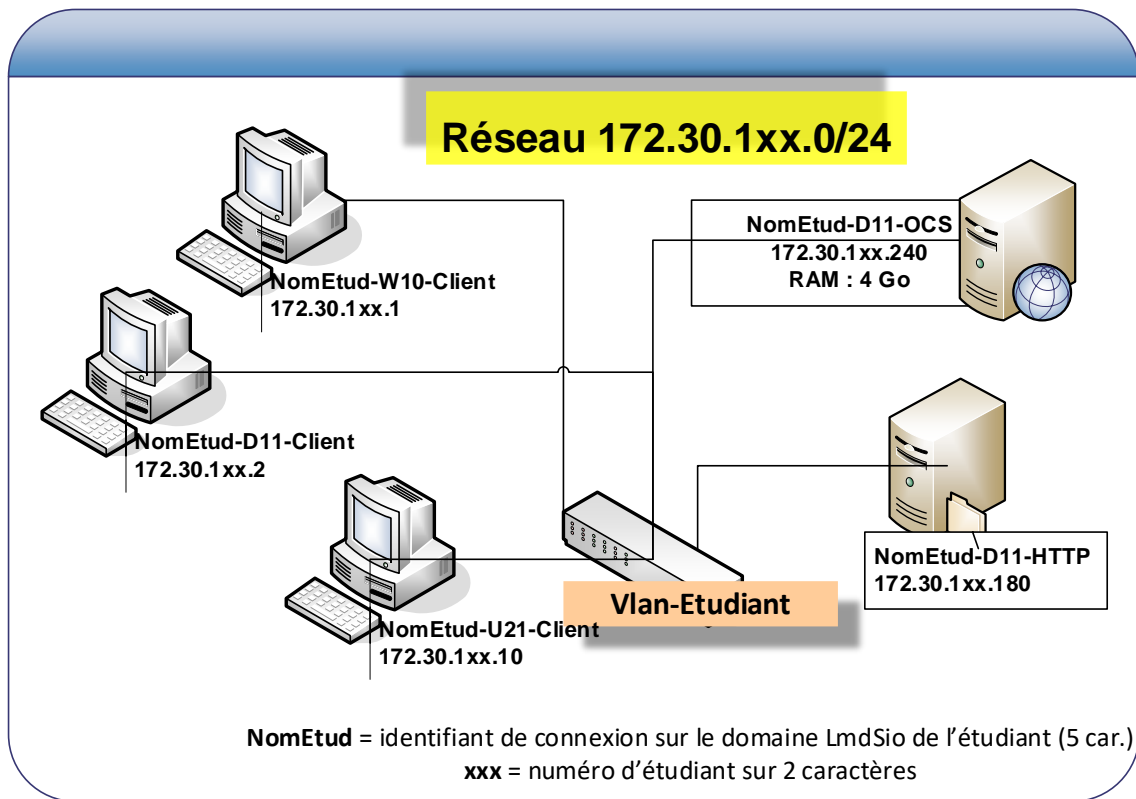 Réseau 172.30.1xx.0/24
NomEtud-W10-Client
172.30.1xx.1
NomEtud-D11-OCS
172.30.1xx.240
RAM : 4 Go
NomEtud-D11-Client
172.30.1xx.2
NomEtud-D11-HTTP
172.30.1xx.180
Vlan-Etudiant
NomEtud-U21-Client
172.30.1xx.10
NomEtud = identifiant de connexion sur le domaine LmdSio de l’étudiant (5 car.)
xxx = numéro d’étudiant sur 2 caractères